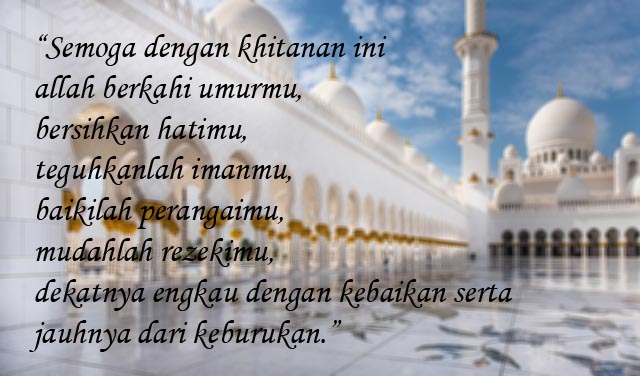 “Semoga dengan khitanan ini
allah berkahi umurmu,
bersihkan hatimu,
teguhkanlah imanmu,
baikilah perangaimu,
mudahlah rezekimu,
dekatnya engkau dengan kebaikan serta
jauhnya dari keburukan.”